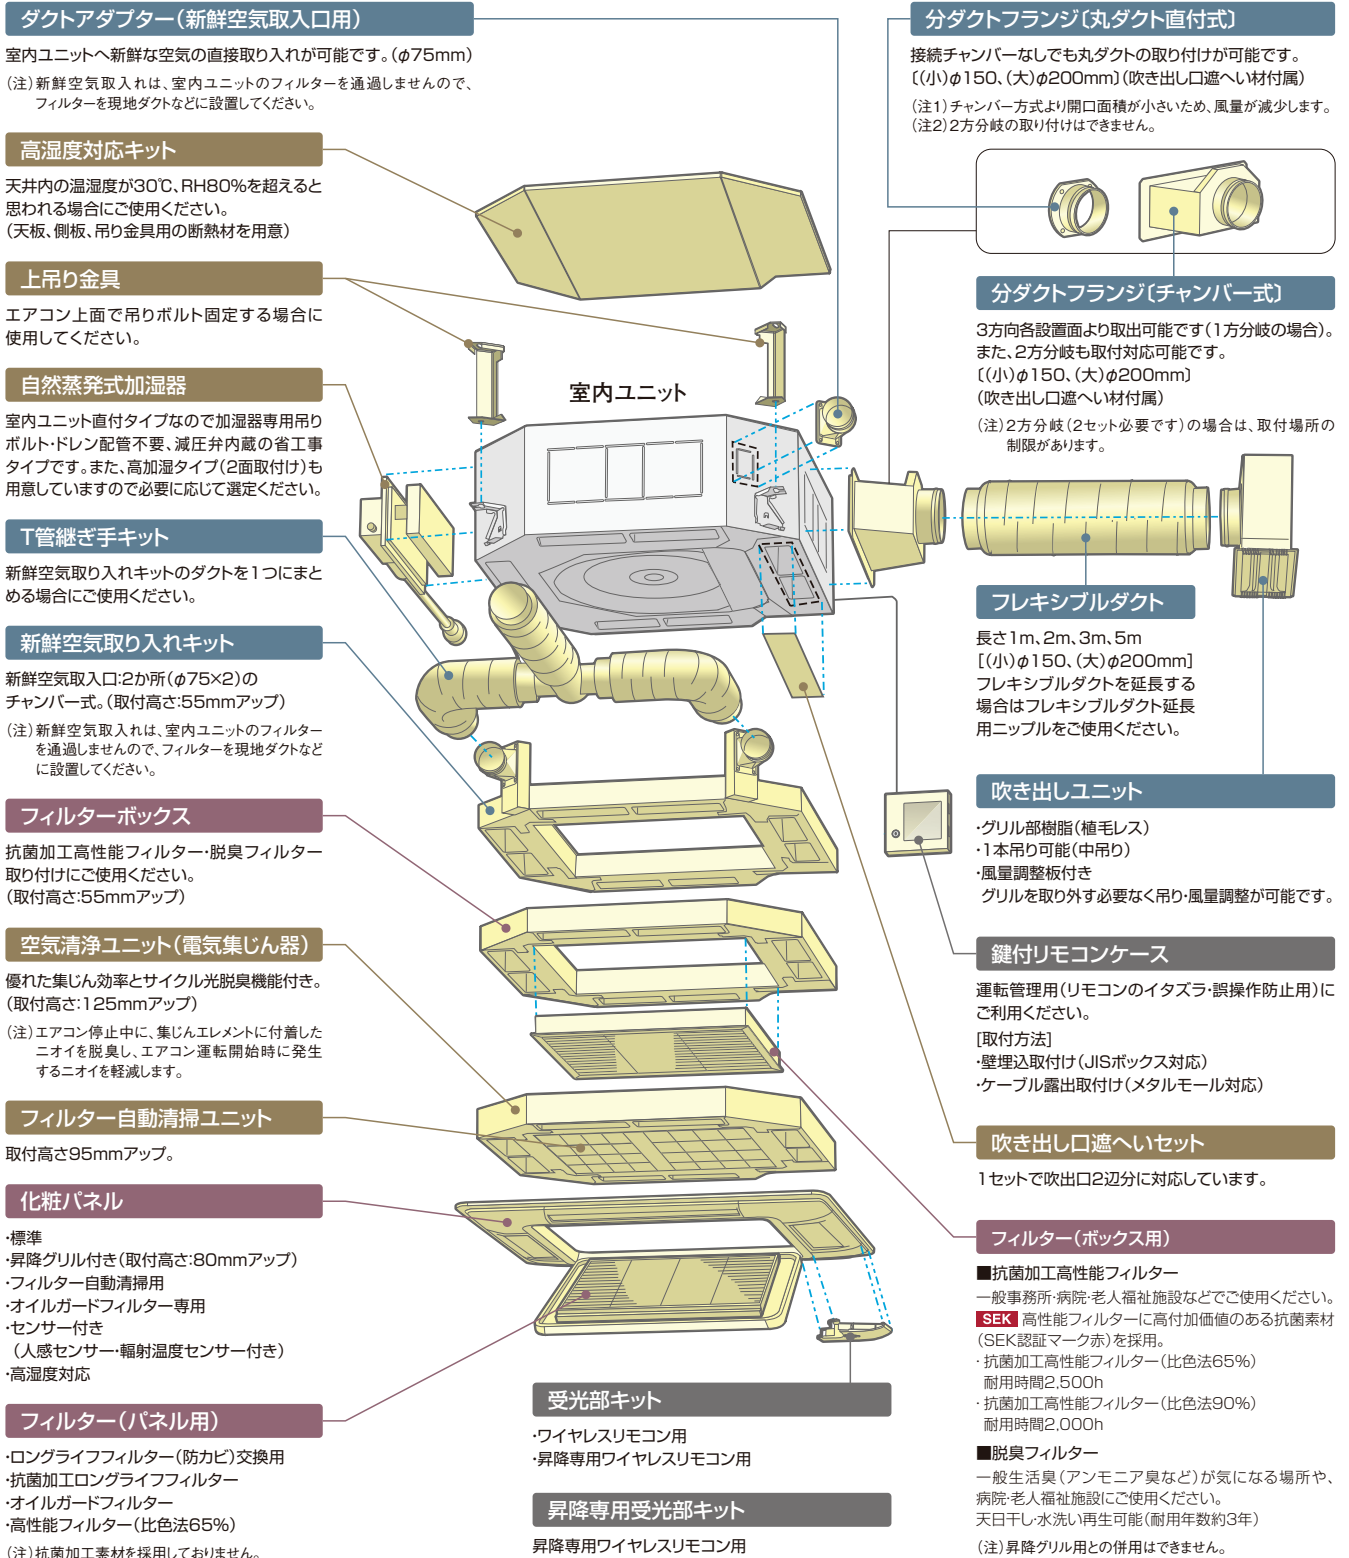 ダクトアダプター(新鮮空気取入口用)
室内ユニットへ新鮮な空気の直接取り入れが可能です。(φ75mm)
(注)新鮮空気取入れは、室内ユニットのフィルターを通過しませんので、
フィルターを現地ダクトなどに設置してください。
高湿度対応キット
天井内の温湿度が30℃、RH80%を超えると
思われる場合にご使用ください。
(天板、側板、吊り金具用の断熱材を用意)
上吊り金具
エアコン上面で吊りボルト固定する場合に
使用してください。
自然蒸発式加湿器
室内ユニット直付タイプなので加湿器専用吊り
ボルト・ドレン配管不要、減圧弁内蔵の省工事
タイプです。また、高加湿タイプ(2面取付け)も
用意していますので必要に応じて選定ください。
T管継ぎ手キット
新鮮空気取り入れキットのダクトを1つにまと
める場合にご使用ください。
新鮮空気取り入れキット
新鮮空気取入口:2か所(φ75×2)の
チャンバー式。(取付高さ:55mmアップ)
(注)新鮮空気取入れは、室内ユニットのフィルター
を通過しませんので、フィルターを現地ダクトなど
に設置してください。
フィルターボックス
抗菌加工高性能フィルター・脱臭フィルター
取り付けにご使用ください。
(取付高さ:55mmアップ)
空気清浄ユニット(電気集じん器)
優れた集じん効率とサイクル光脱臭機能付き。
(取付高さ:125mmアップ)
(注)エアコン停止中に、集じんエレメントに付着した
ニオイを脱臭し、エアコン運転開始時に発生
するニオイを軽減します。
フィルター自動清掃ユニット
取付高さ95mmアップ。
化粧パネル
・標準
・昇降グリル付き(取付高さ:80mmアップ)
・フィルター自動清掃用
・オイルガードフィルター専用
・センサー付き
(人感センサー・輻射温度センサー付き)
・高湿度対応
フィルター(パネル用)
・ロングライフフィルター(防カビ)交換用
・抗菌加工ロングライフフィルター
・オイルガードフィルター
・高性能フィルター(比色法65%)
(注)抗菌加工素材を採用しておりません。
室内ユニット
受光部キット
・ワイヤレスリモコン用
・昇降専用ワイヤレスリモコン用
昇降専用受光部キット
昇降専用ワイヤレスリモコン用
分ダクトフランジ〔丸ダクト直付式〕
接続チャンバーなしでも丸ダクトの取り付けが可能です。
〔(小)φ150、(大)φ200mm〕(吹き出し口遮へい材付属)
(注1)チャンバー方式より開口面積が小さいため、風量が減少します。
(注2)2方分岐の取り付けはできません。
分ダクトフランジ〔チャンバー式〕
3方向各設置面より取出可能です(1方分岐の場合)。
また、2方分岐も取付対応可能です。
〔(小)φ150、(大)φ200mm〕
(吹き出し口遮へい材付属)
(注)2方分岐(2セット必要です)の場合は、取付場所の
制限があります。
フレキシブルダクト
長さ1m、2m、3m、5m
[(小)φ150、(大)φ200mm]
フレキシブルダクトを延長する
場合はフレキシブルダクト延長
用ニップルをご使用ください。
吹き出しユニット
・グリル部樹脂(植毛レス)
・1本吊り可能(中吊り)
・風量調整板付き
グリルを取り外す必要なく吊り・風量調整が可能です。
鍵付リモコンケース
運転管理用(リモコンのイタズラ・誤操作防止用)に
ご利用ください。
[取付方法]
・壁埋込取付け(JISボックス対応)
・ケーブル露出取付け(メタルモール対応)
吹き出し口遮へいセット
1セットで吹出口2辺分に対応しています。
フィルター(ボックス用)
■抗菌加工高性能フィルター
一般事務所・病院・老人福祉施設などでご使用ください。
SEK 高性能フィルターに高付加価値のある抗菌素材
(SEK認証マーク赤)を採用。
・抗菌加工高性能フィルター(比色法65%)
耐用時間2,500h
・抗菌加工高性能フィルター(比色法90%)
耐用時間2,000h
■脱臭フィルター
一般生活臭(アンモニア臭など)が気になる場所や、
病院・老人福祉施設にご使用ください。
天日干し・水洗い再生可能(耐用年数約3年)
(注)昇降グリル用との併用はできません。